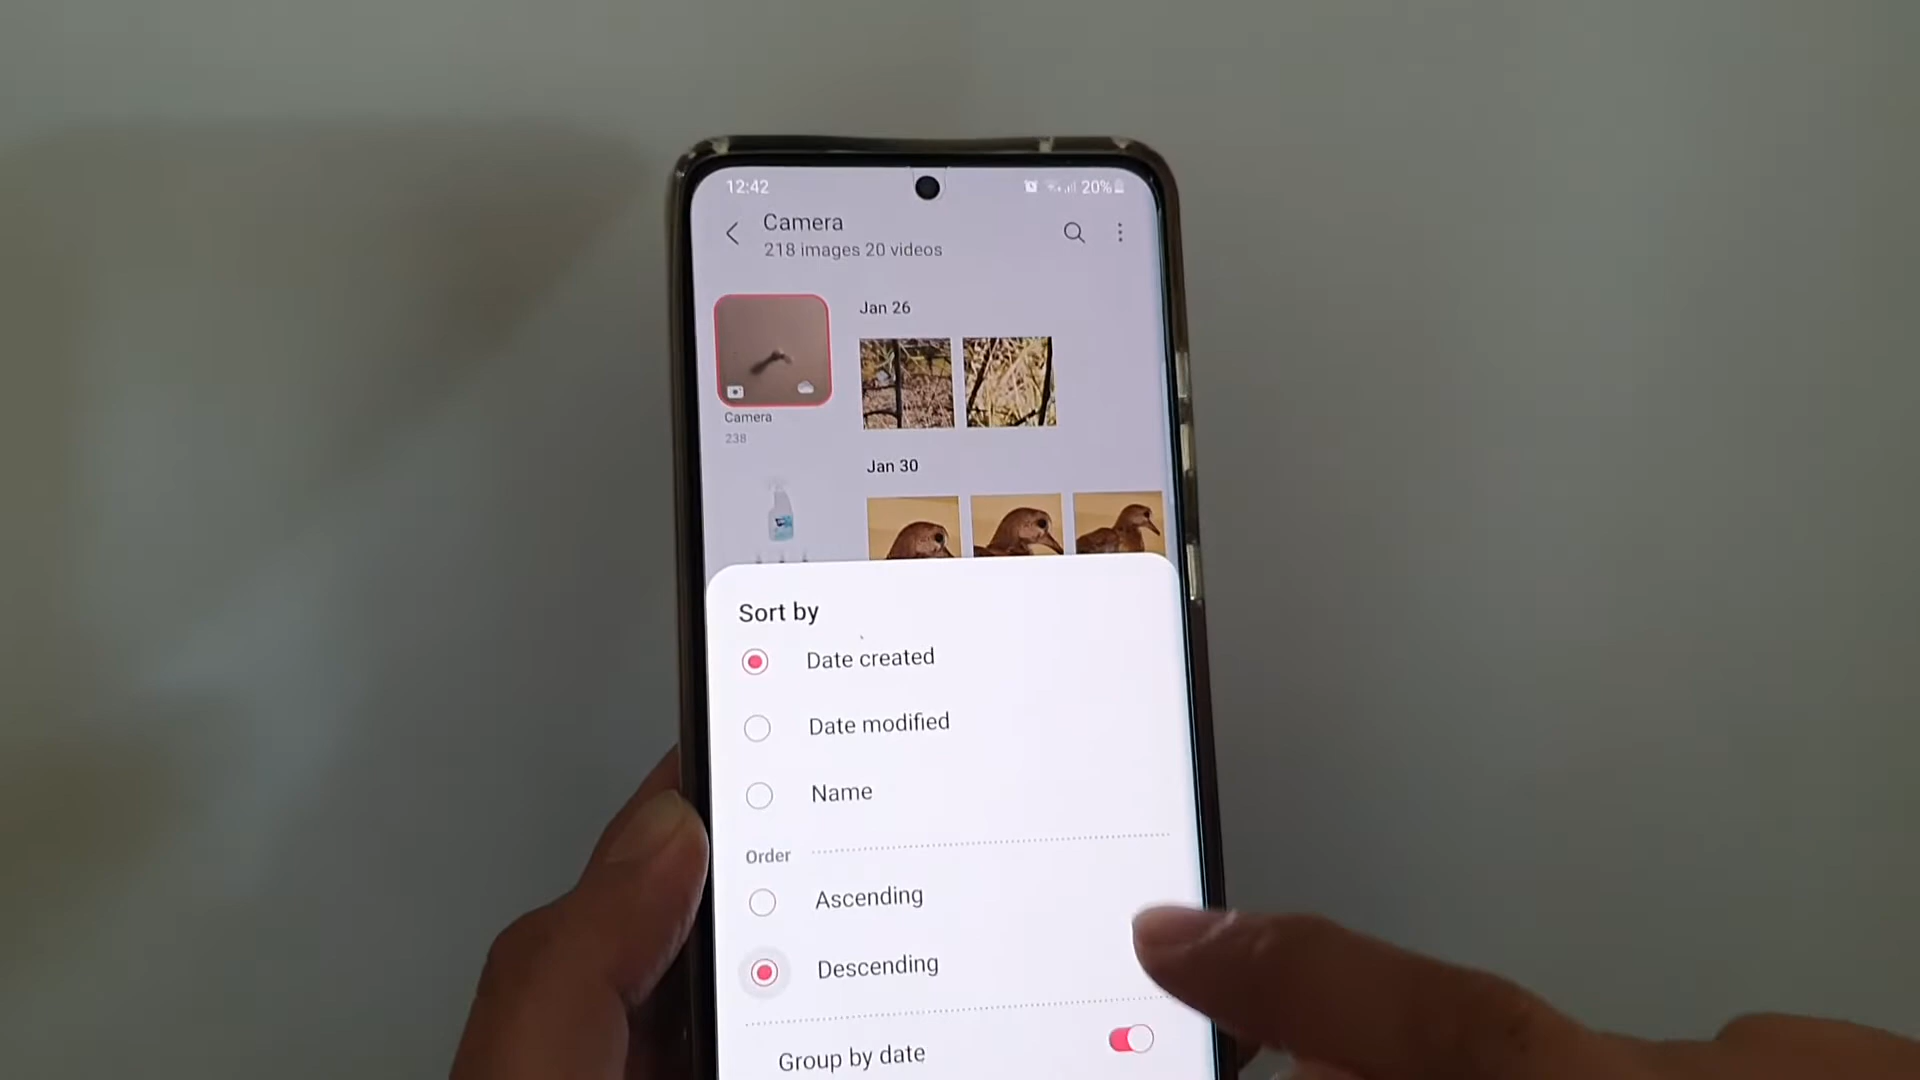 12:42
20%
Camera
218 images 20 videos
Jan 26
Camera
238
Jan 30
Sort by
Date created
Date modified
Name
Order
Ascending
Descending
Group by date